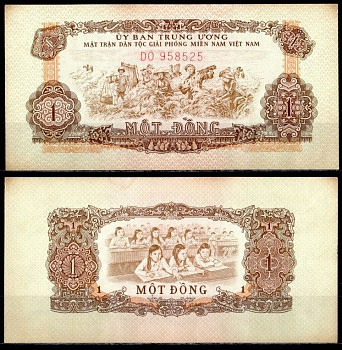 ỦY BAN TRUNG ƯƠNG
MẶT TRẬN DÂN TỘC GIẢI PHÓNG MIỀN NAM VIỆT NAM
DO 958525
1 1
MỘT ĐỒNG
1 1
1 1
MỘT ĐỒNG